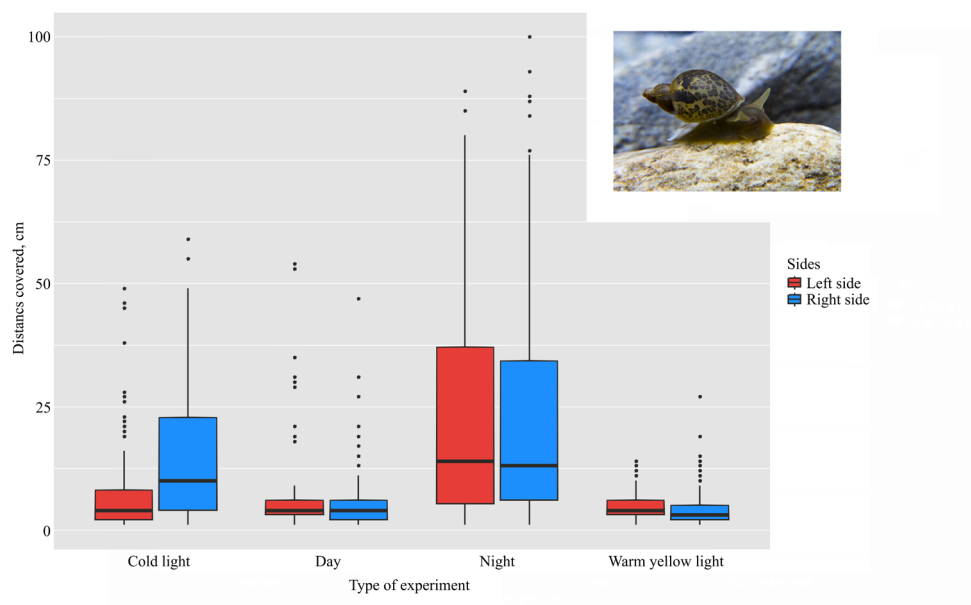 100
75
50
25
0
Distancs covered, cm
Cold light
Day
Night
Warm yellow light
Type of experiment
Sides
Left side
Right side